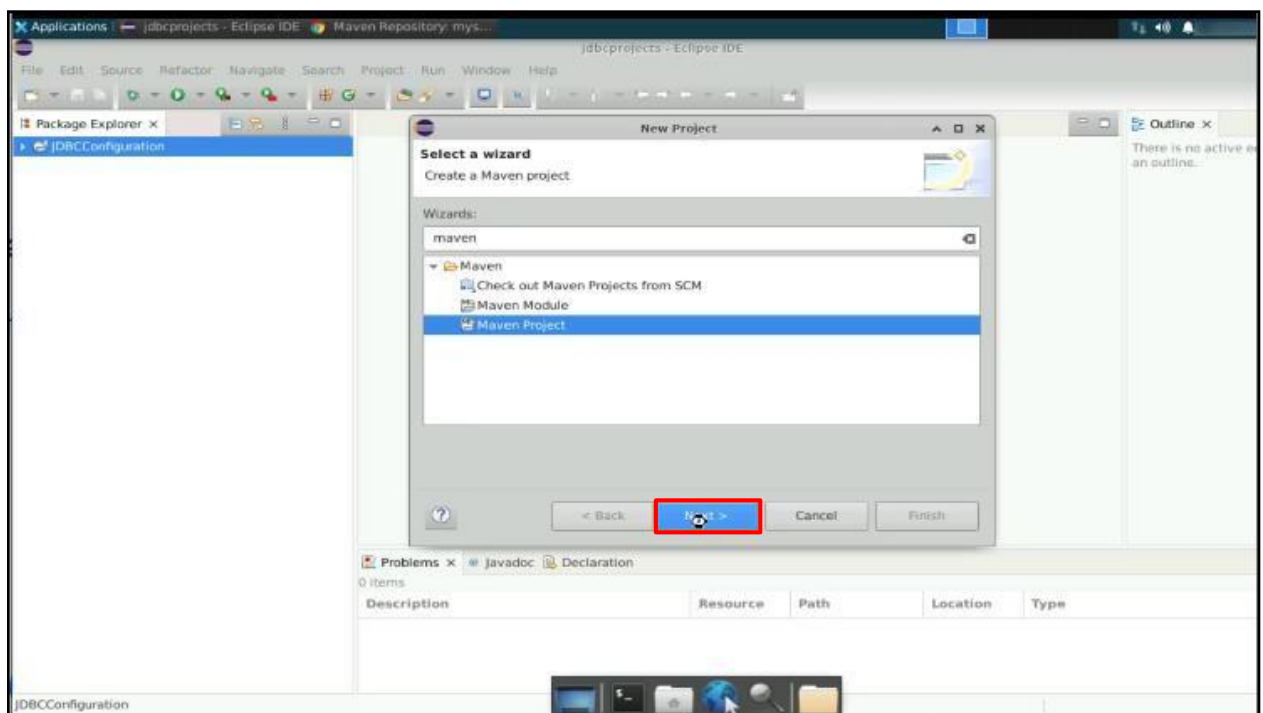 Applications jdbcprojects - Eclipse IDE Maven Repository: mys...
jdbcprojects - Eclipse IDE
File Edit Source Refactor Navigate Search Project Run Window Help
Package Explorer Outline
New Project
JDBCConfiguration
There is no active
an outline.
Select a wizard
Create a Maven project
Wizards:
maven
Maven
Check out Maven Projects from SCM
Maven Module
Maven Project
< Back Next > Cancel Finish
Problems Javadoc Declaration
0 items
Description Resource Path Location Type
JDBCConfiguration